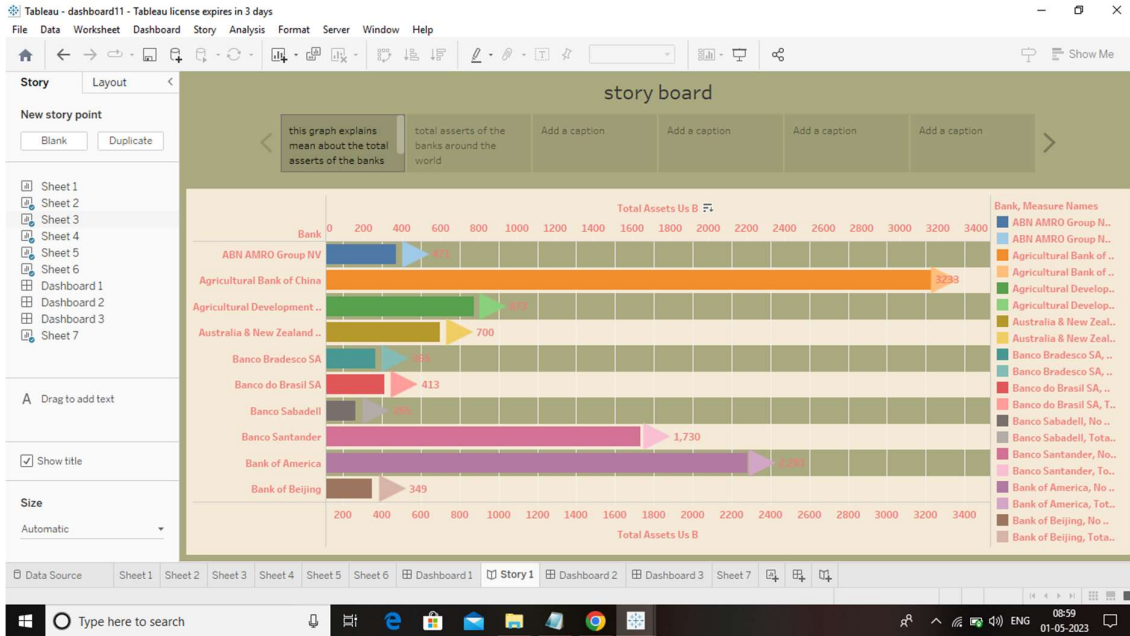 Tableau - dashboard11 - Tableau license expires in 3 days
File Data Worksheet Dashboard Story Analysis Format Server Window Help
Show Me
Story Layout
New story point
Blank Duplicate
Sheet 1
Sheet 2
Sheet 3
Sheet 4
Sheet 5
Sheet 6
Dashboard 1
Dashboard 2
Dashboard 3
Sheet 7
A Drag to add text
Show title
Size
Automatic
story board
this graph explains
mean about the total
asserts of the banks
total asserts of the
banks around the
world
Add a caption
Add a caption
Add a caption
Add a caption
Total Assets Us B
Bank
0 200 400 600 800 1000 1200 1400 1600 1800 2000 2200 2400 2600 2800 3000 3200 3400
ABN AMRO Group NV
Agricultural Bank of China 3233
Agricultural Development ..
Australia & New Zealand .. 700
Banco Bradesco SA
Banco do Brasil SA 413
Banco Sabadell
Banco Santander 1,730
Bank of America
Bank of Beijing 349
200 400 600 800 1000 1200 1400 1600 1800 2000 2200 2400 2600 2800 3000 3200 3400
Total Assets Us B
Bank, Measure Names
ABN AMRO Group N..
ABN AMRO Group N..
Agricultural Bank of ..
Agricultural Bank of ..
Agricultural Develop..
Agricultural Develop..
Australia & New Zeal..
Australia & New Zeal..
Banco Bradesco SA, ..
Banco Bradesco SA, ..
Banco do Brasil SA, ..
Banco do Brasil SA, T..
Banco Sabadell, No ..
Banco Sabadell, Tota..
Banco Santander, No..
Banco Santander, To..
Bank of America, No ..
Bank of America, Tot..
Bank of Beijing, No ..
Bank of Beijing, Tota..
Data Source Sheet 1 Sheet 2 Sheet 3 Sheet 4 Sheet 5 Sheet 6 Dashboard 1 Story 1 Dashboard 2 Dashboard 3 Sheet 7
Type here to search
ENG
08:59
01-05-2023